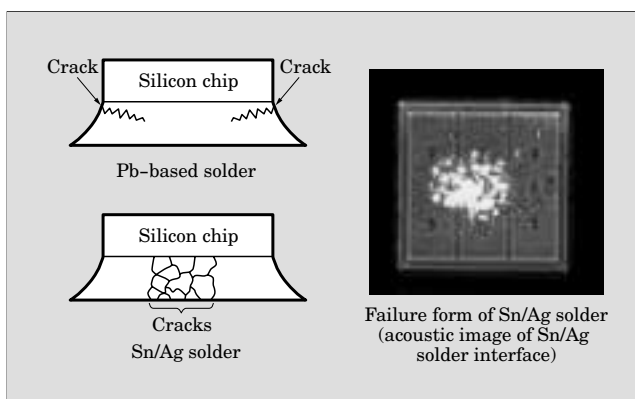 Crack
Crack
Silicon chip
Pb-based solder
Silicon chip
Cracks
Sn/Ag solder
Failure form of Sn/Ag solder
(acoustic image of Sn/Ag
solder interface)